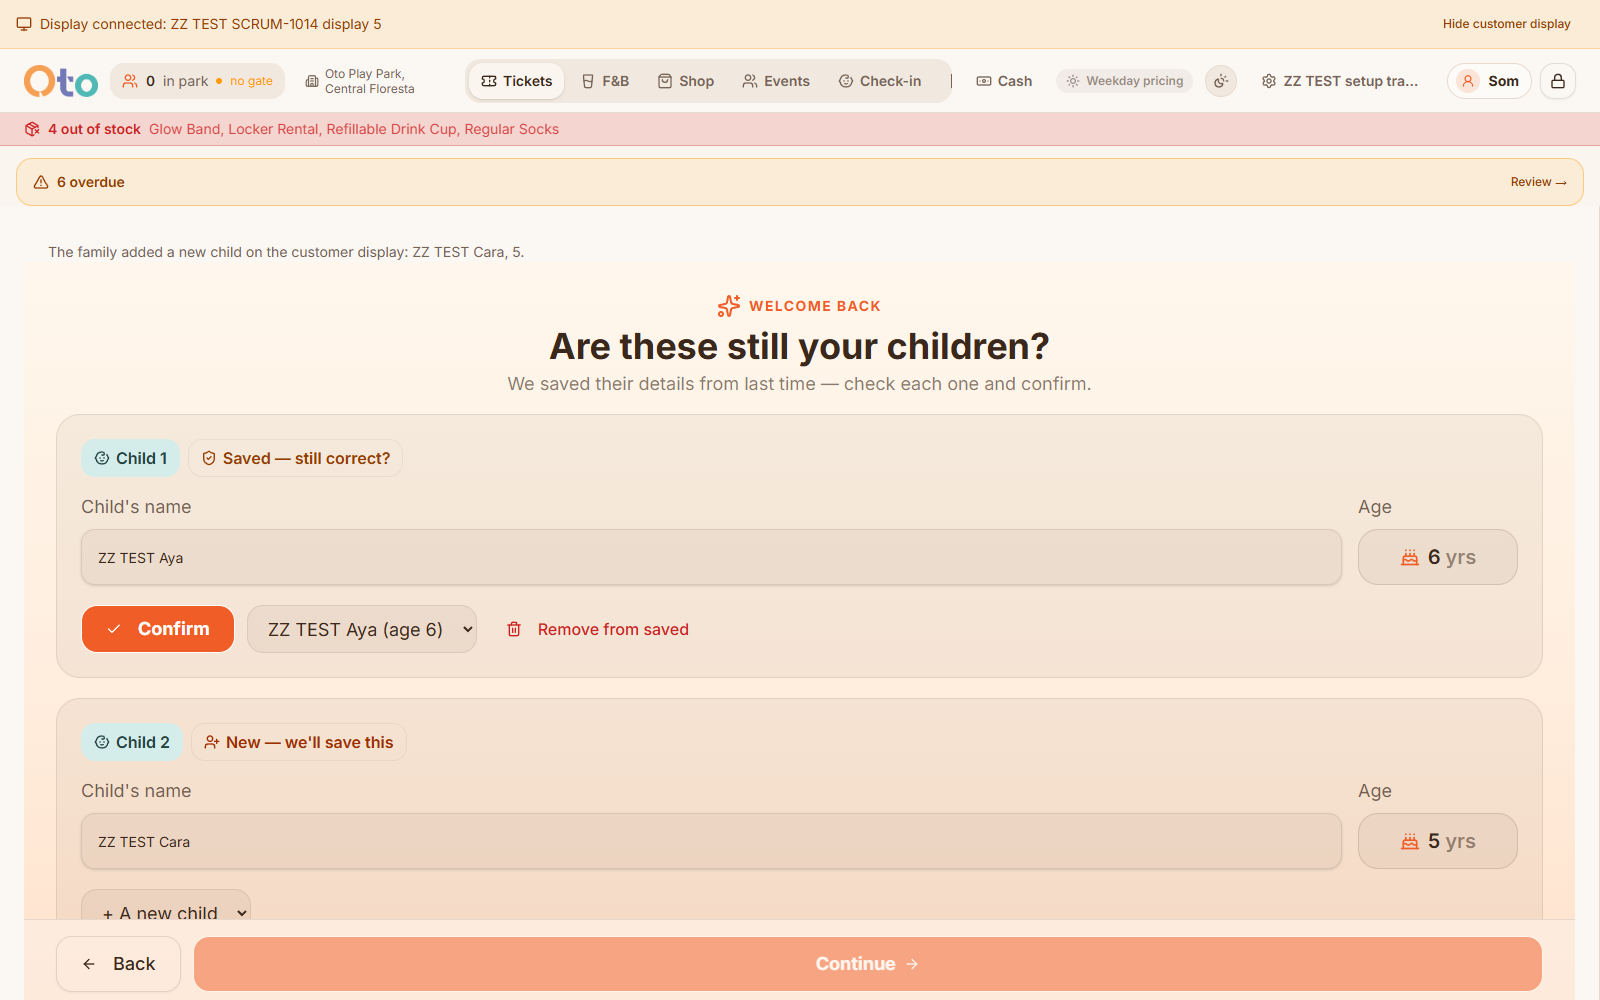 Display connected: ZZ TEST SCRUM-1014 display 5
Hide customer display
Oto
0 in park • no gate
Oto Play Park,
Central Floresta
Tickets
F&B
Shop
Events
Check-in
Cash
Weekday pricing
ZZ TEST setup tra...
Som
4 out of stock Glow Band, Locker Rental, Refillable Drink Cup, Regular Socks
6 overdue
Review →
The family added a new child on the customer display: ZZ TEST Cara, 5.
WELCOME BACK
Are these still your children?
We saved their details from last time — check each one and confirm.
Child 1
Saved — still correct?
Child's name
Age
ZZ TEST Aya
6 yrs
Confirm
ZZ TEST Aya (age 6)
Remove from saved
Child 2
New — we'll save this
Child's name
Age
ZZ TEST Cara
5 yrs
+ A new child
← Back
Continue →